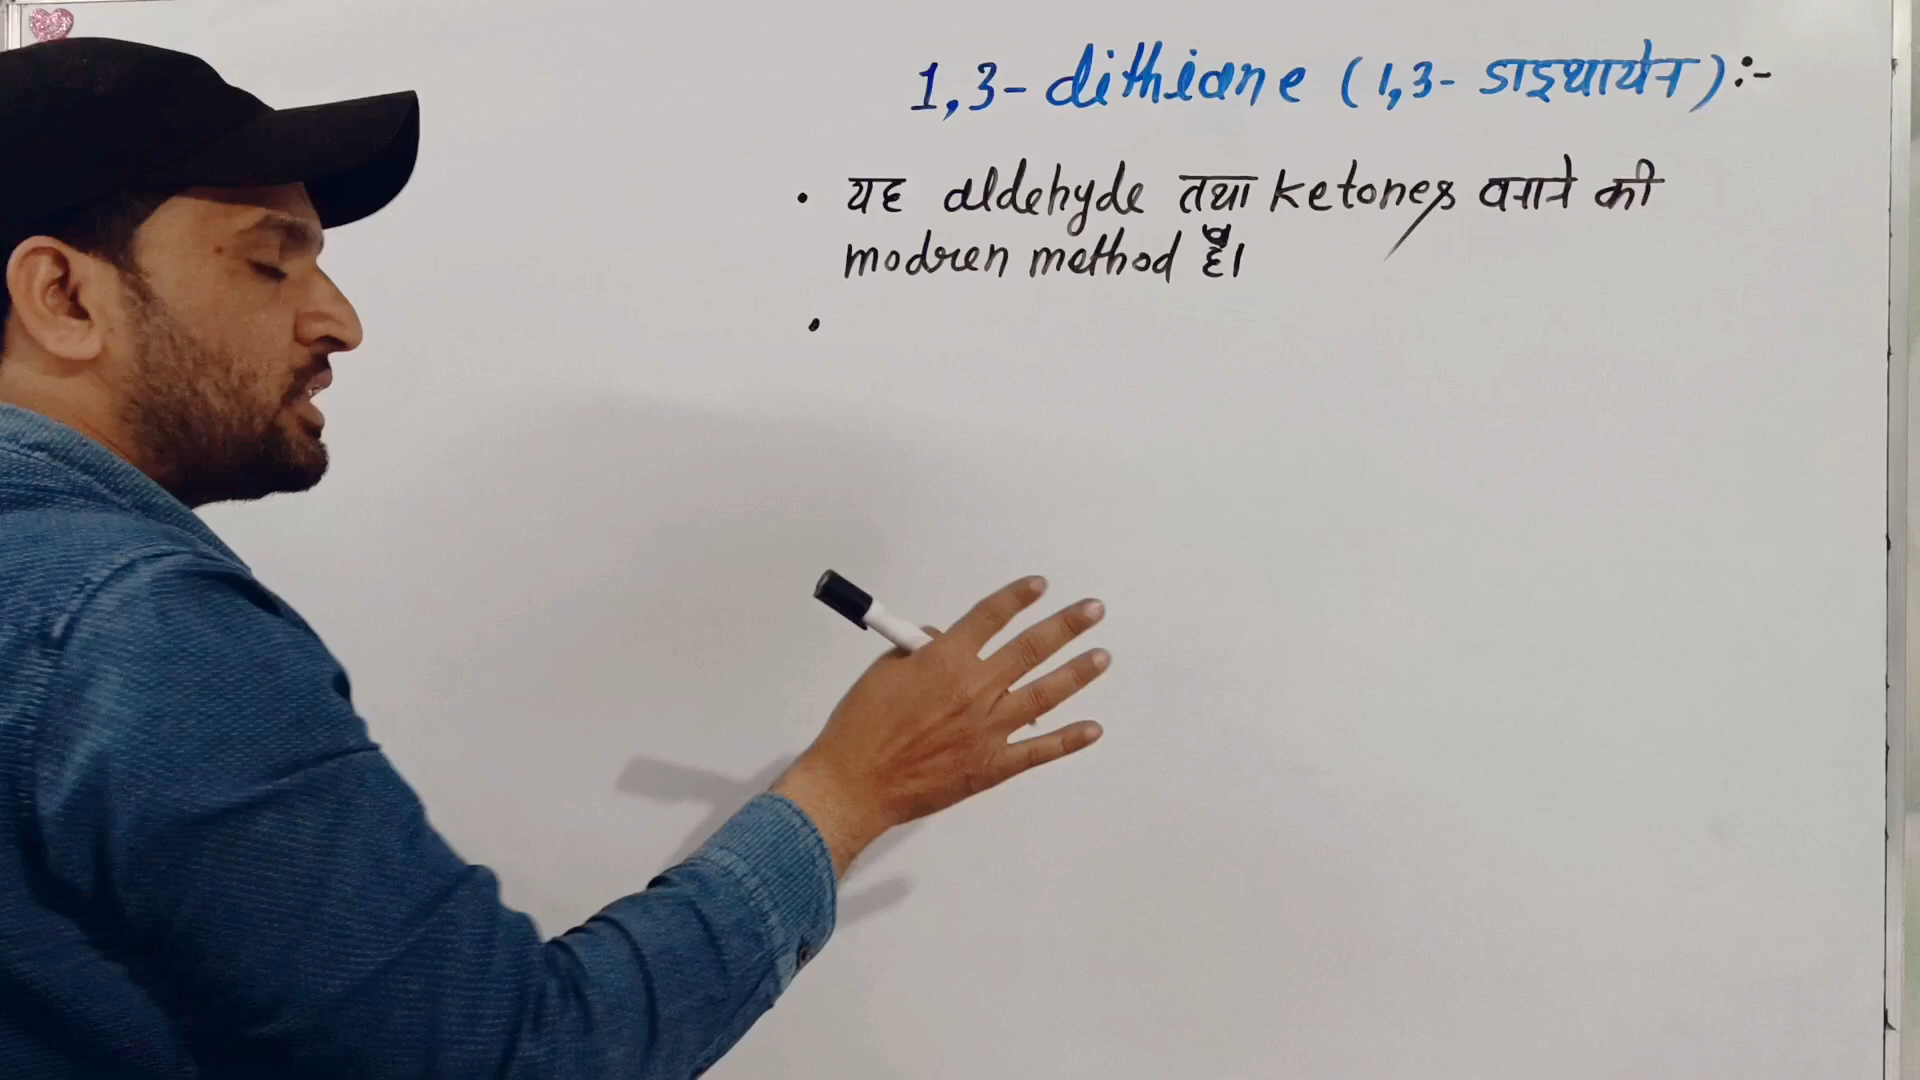 1,3- dithiane (1,3- डाइथायेन):-
• यह aldehyde तथा ketones बनाने की
modren method है।
•